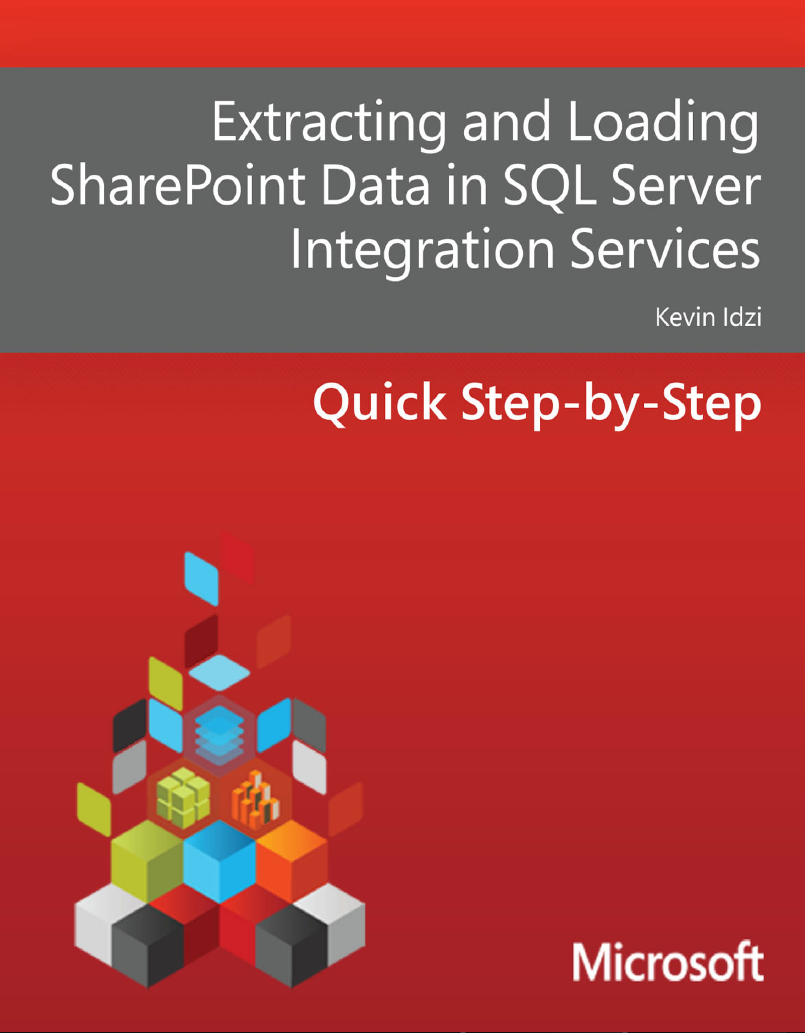 Extracting and Loading
SharePoint Data in SQL Server
Integration Services
Kevin Idzi
Quick Step-by-Step
Microsoft